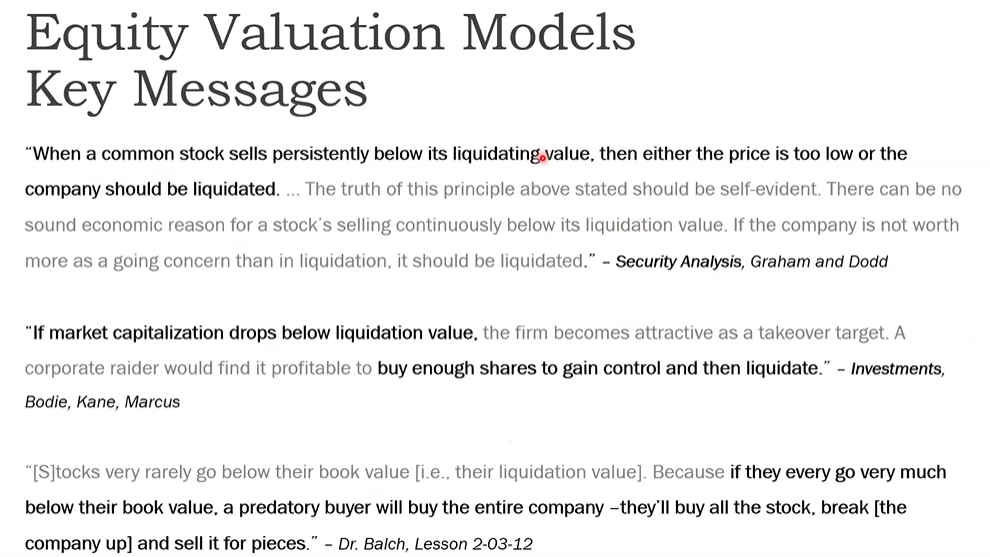 Equity Valuation Models
Key Messages
“When a common stock sells persistently below its liquidating value, then either the price is too low or the
company should be liquidated. ... The truth of this principle above stated should be self-evident. There can be no
sound economic reason for a stock’s selling continuously below its liquidation value. If the company is not worth
more as a going concern than in liquidation, it should be liquidated.” – Security Analysis, Graham and Dodd
“If market capitalization drops below liquidation value, the firm becomes attractive as a takeover target. A
corporate raider would find it profitable to buy enough shares to gain control and then liquidate.” – Investments,
Bodie, Kane, Marcus
“[S]tocks very rarely go below their book value [i.e., their liquidation value]. Because if they every go very much
below their book value, a predatory buyer will buy the entire company –they’ll buy all the stock, break [the
company up] and sell it for pieces.” – Dr. Balch, Lesson 2-03-12